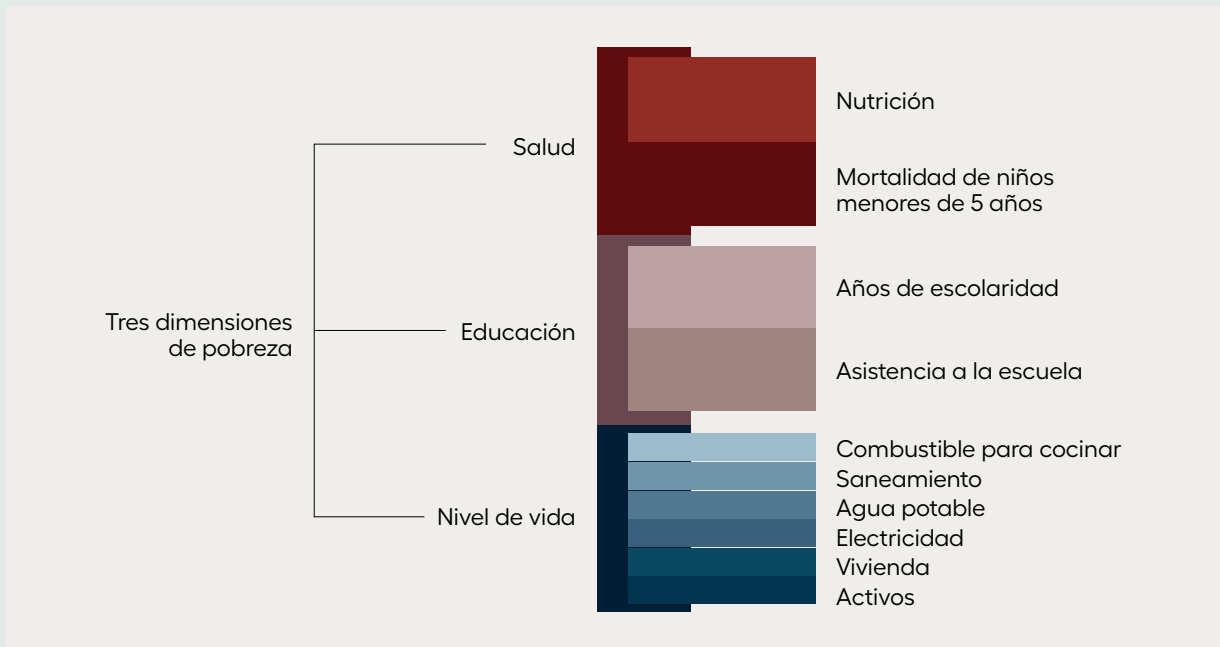 Tres dimensiones
de pobreza
Salud
Nutrición
Mortalidad de niños
menores de 5 años
Educación
Años de escolaridad
Asistencia a la escuela
Nivel de vida
Combustible para cocinar
Saneamiento
Agua potable
Electricidad
Vivienda
Activos